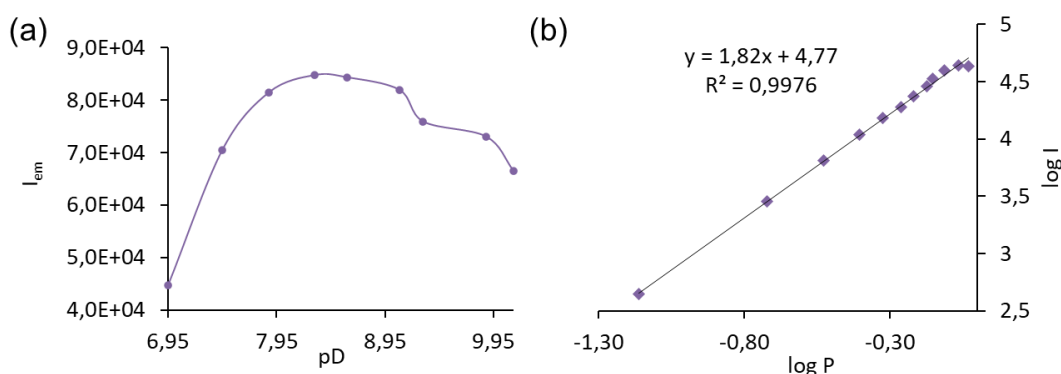 (a)
9,0E+04
8,0E+04
7,0E+04
6,0E+04
5,0E+04
4,0E+04
I_em
6,95 7,95 8,95 9,95
pD
(b)
y = 1,82x + 4,77
R² = 0,9976
5
4,5
4
3,5
3
2,5
log I
-1,30 -0,80 -0,30
log P